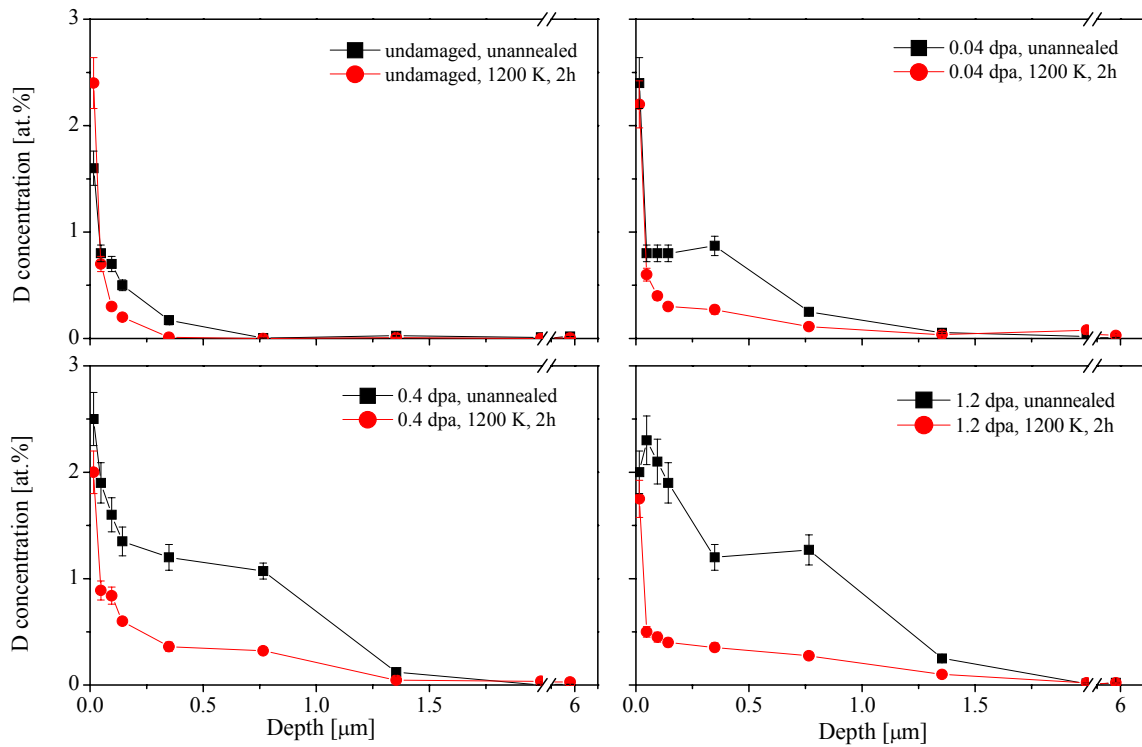 3
2
1
0
D concentration [at.%]
undamaged, unannealed
undamaged, 1200 K, 2h
0.04 dpa, unannealed
0.04 dpa, 1200 K, 2h
3
2
1
0
D concentration [at.%]
0.4 dpa, unannealed
0.4 dpa, 1200 K, 2h
1.2 dpa, unannealed
1.2 dpa, 1200 K, 2h
0.0 0.5 1.0 1.5 6
Depth [μm]
0.0 0.5 1.0 1.5 6
Depth [μm]